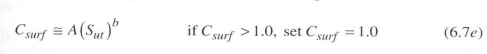 C_surf ≅ A(S_ut)^b if C_surf > 1.0, set C_surf = 1.0 (6.7e)